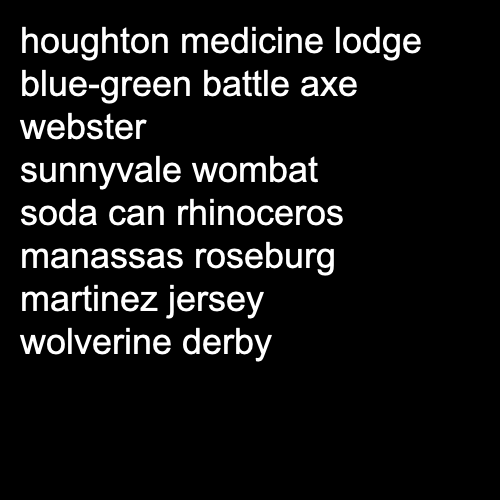 houghton medicine lodge
blue-green battle axe
webster
sunnyvale wombat
soda can rhinoceros
manassas roseburg
martinez jersey
wolverine derby